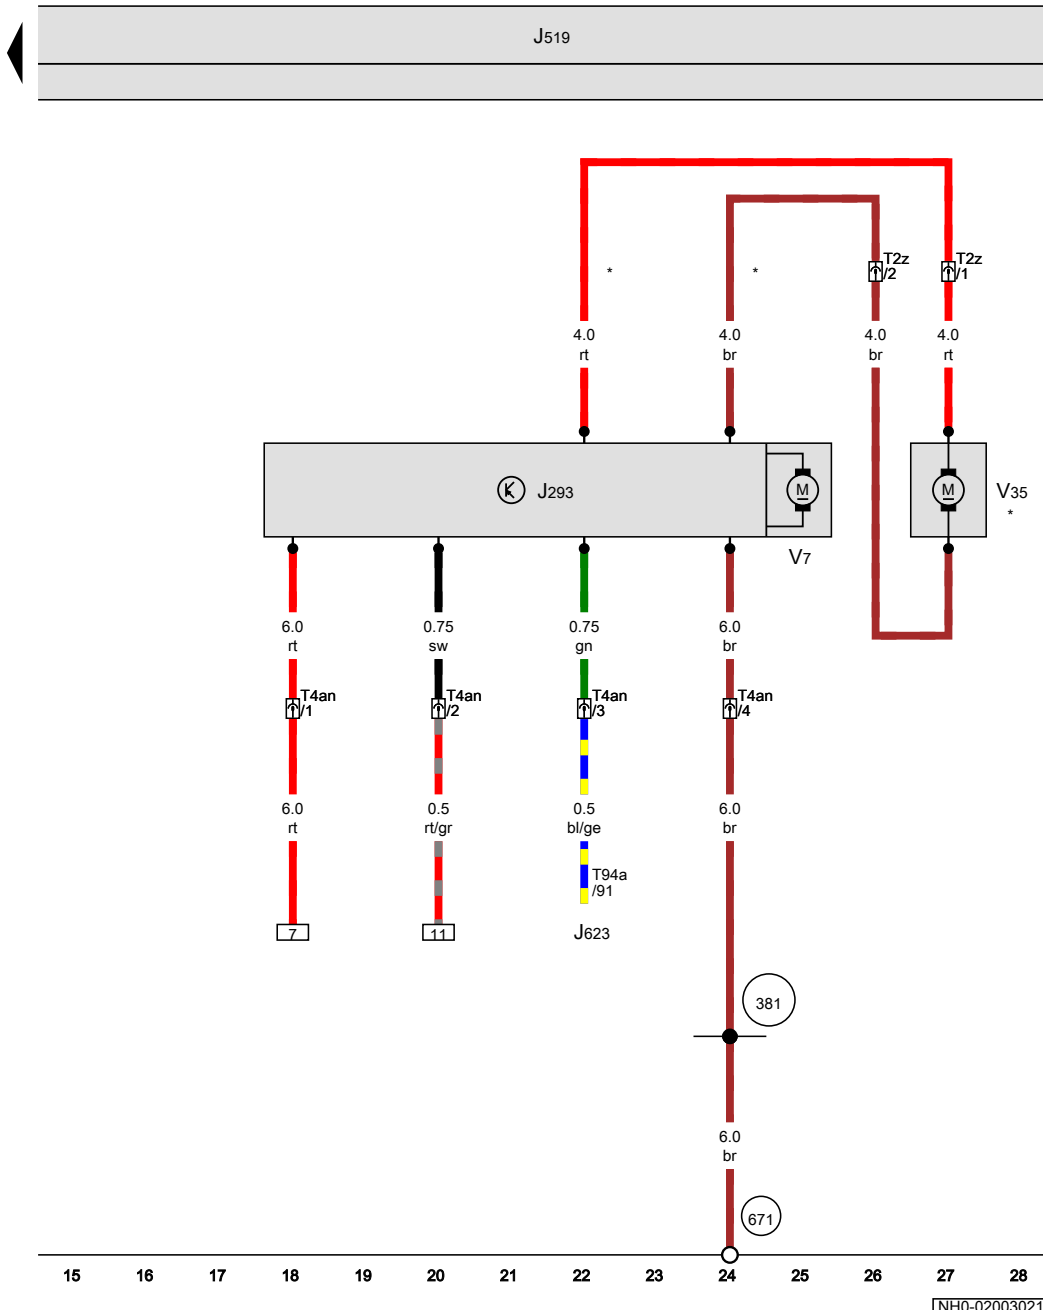 J519
T2z
/2
T2z
/1
*
*
4.0
rt
4.0
br
4.0
br
4.0
rt
J293
M
M
V35
*
V7
6.0
rt
0.75
sw
0.75
gn
6.0
br
T4an
/1
T4an
/2
T4an
/3
T4an
/4
6.0
rt
0.5
rt/gr
0.5
bl/ge
6.0
br
T94a
/91
7
11
J623
381
6.0
br
671
15 16 17 18 19 20 21 22 23 24 25 26 27 28
NH0-02003021